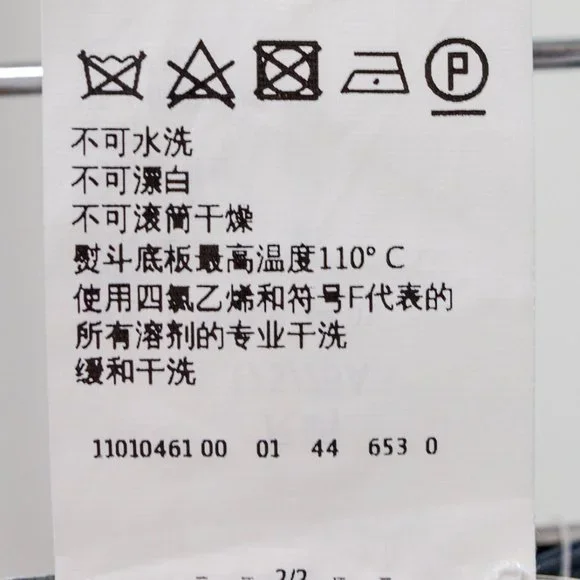 P
不可水洗
不可漂白
不可滚筒干燥
熨斗底板最高温度110° C
使用四氯乙烯和符号F代表的
所有溶剂的专业干洗
缓和干洗
11010461 00 01 44 653 0
- - 2/2 - -